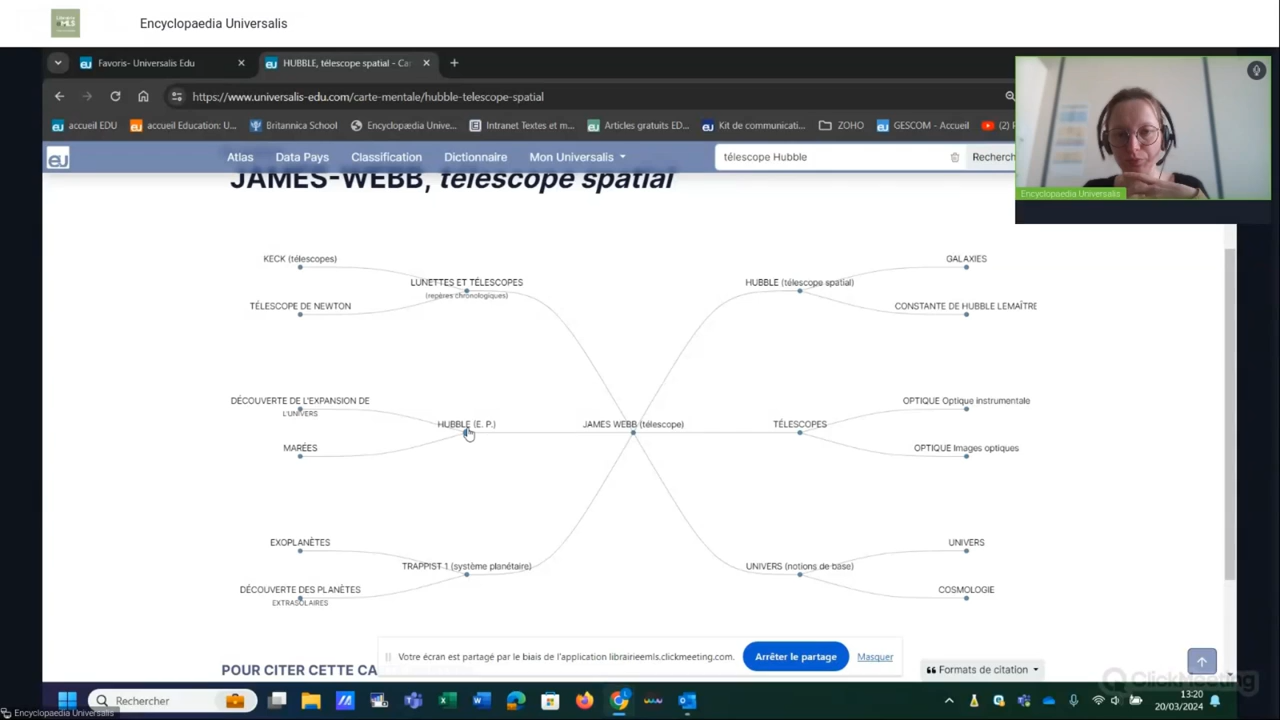 Encyclopaedia Universalis
Favoris- Universalis Edu
HUBBLE, télescope spatial - Car
https://www.universalis-edu.com/carte-mentale/hubble-telescope-spatial
accueil EDU
accueil Education: U...
Britannica School
Encyclopædia Unive...
Intranet Textes et m...
Articles gratuits ED...
Kit de communicati...
ZOHO
GESCOM - Accueil
eu
Atlas
Data Pays
Classification
Dictionnaire
Mon Universalis
télescope Hubble
Recherch
Encyclopaedia Universalis
JAMES-WEBB, télescope spatial
KECK (télescopes)
LUNETTES ET TÉLESCOPES
(repères chronologiques)
TÉLESCOPE DE NEWTON
HUBBLE (télescope spatial)
GALAXIES
CONSTANTE DE HUBBLE LEMAÎTRE
DÉCOUVERTE DE L'EXPANSION DE
L'UNIVERS
HUBBLE (E. P.)
MARÉES
JAMES WEBB (télescope)
TÉLESCOPES
OPTIQUE Optique instrumentale
OPTIQUE Images optiques
EXOPLANÈTES
TRAPPIST 1 (système planétaire)
DÉCOUVERTE DES PLANÈTES
EXTRASOLAIRES
UNIVERS (notions de base)
UNIVERS
COSMOLOGIE
Votre écran est partagé par le biais de l'application librairieemls.clickmeeting.com.
Arrêter le partage
Masquer
POUR CITER CETTE CA
Formats de citation
ClickMeeting
Rechercher
13:20
20/03/2024
Encyclopaedia Universalis